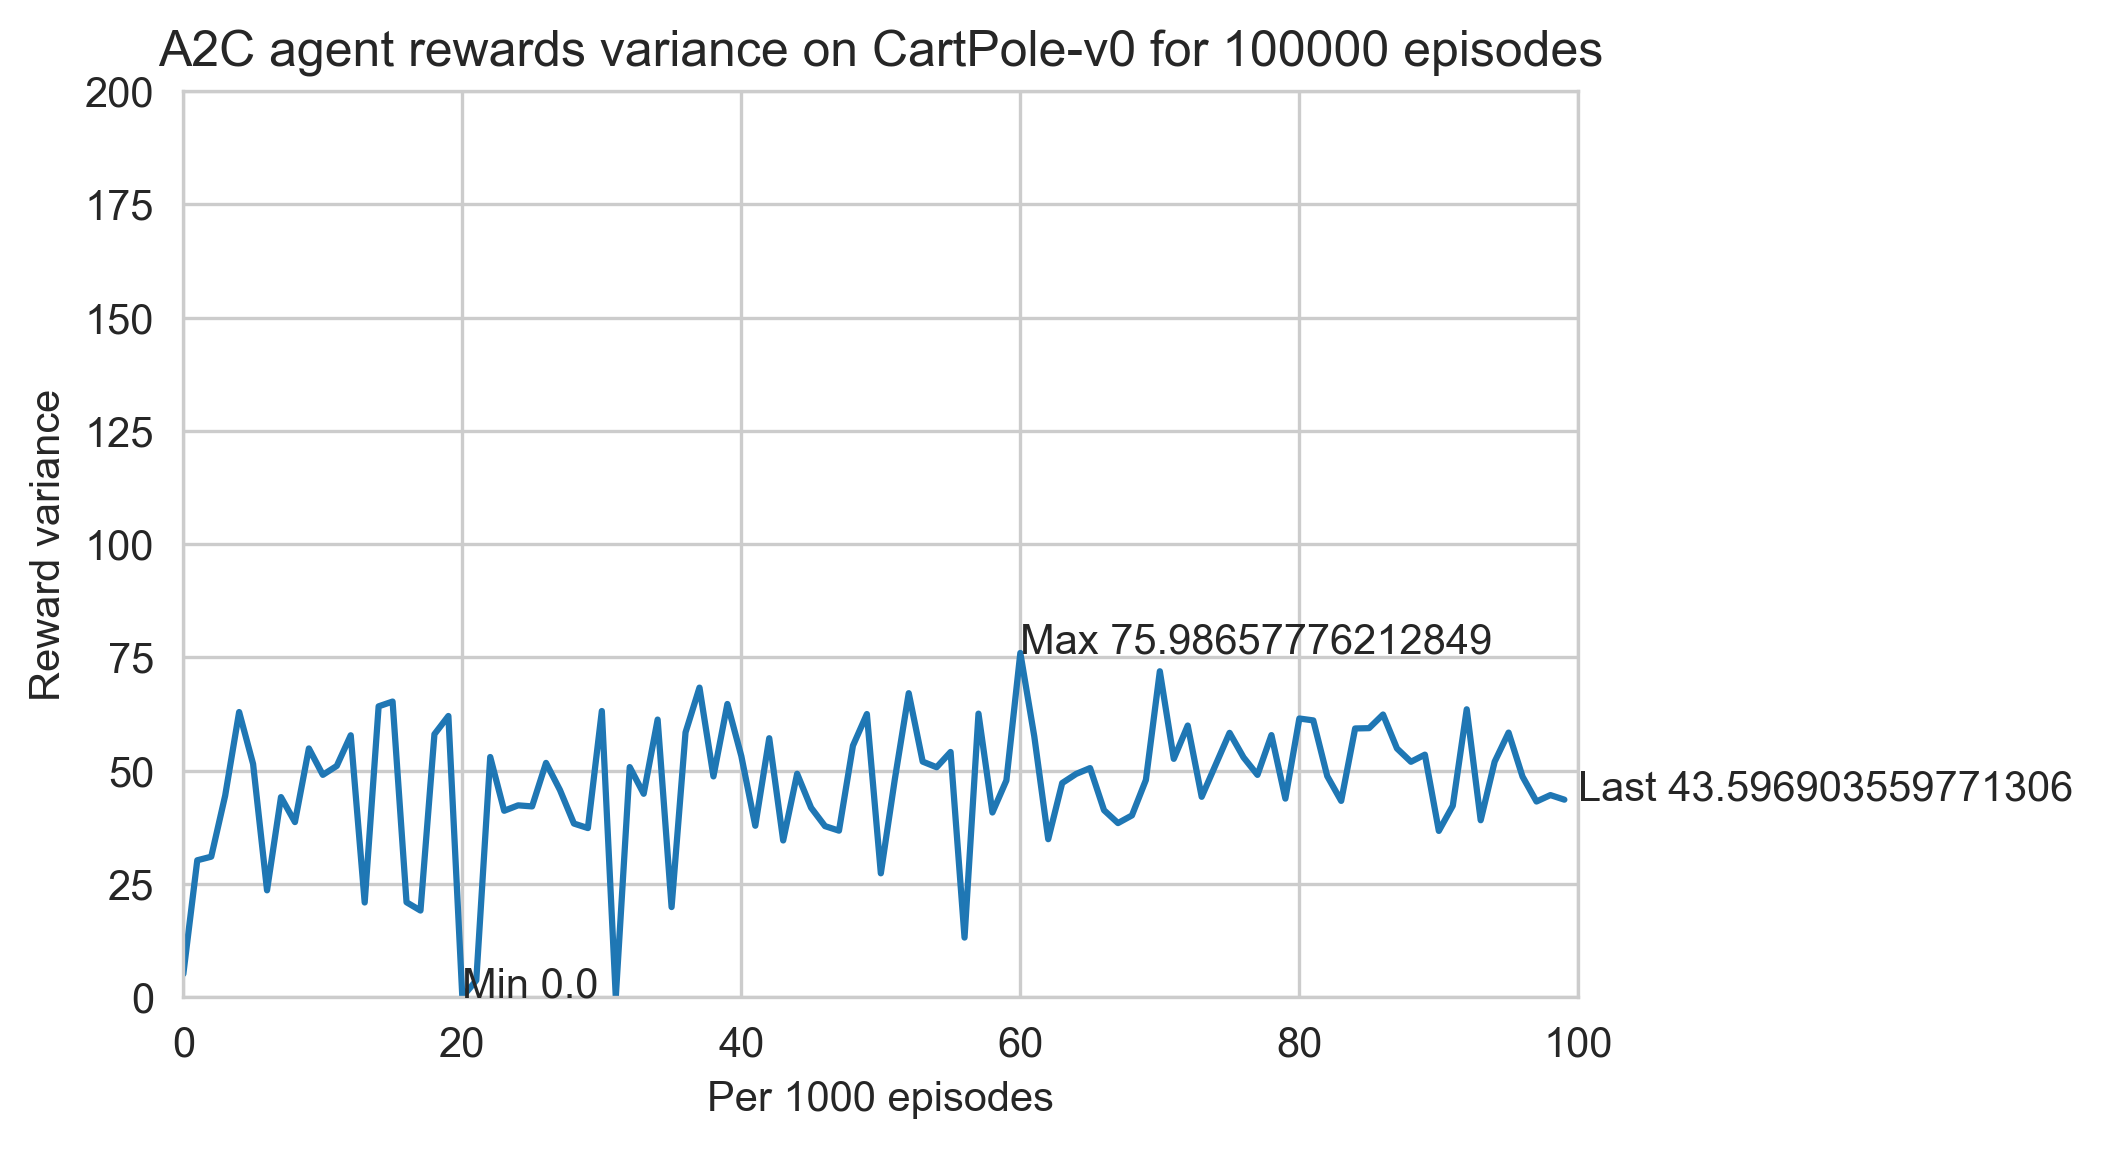 A2C agent rewards variance on CartPole-v0 for 100000 episodes
200
175
150
125
100
75
50
25
0
Reward variance
Max 75.98657776212849
Last 43.596903559771306
Min 0.0
0 20 40 60 80 100
Per 1000 episodes